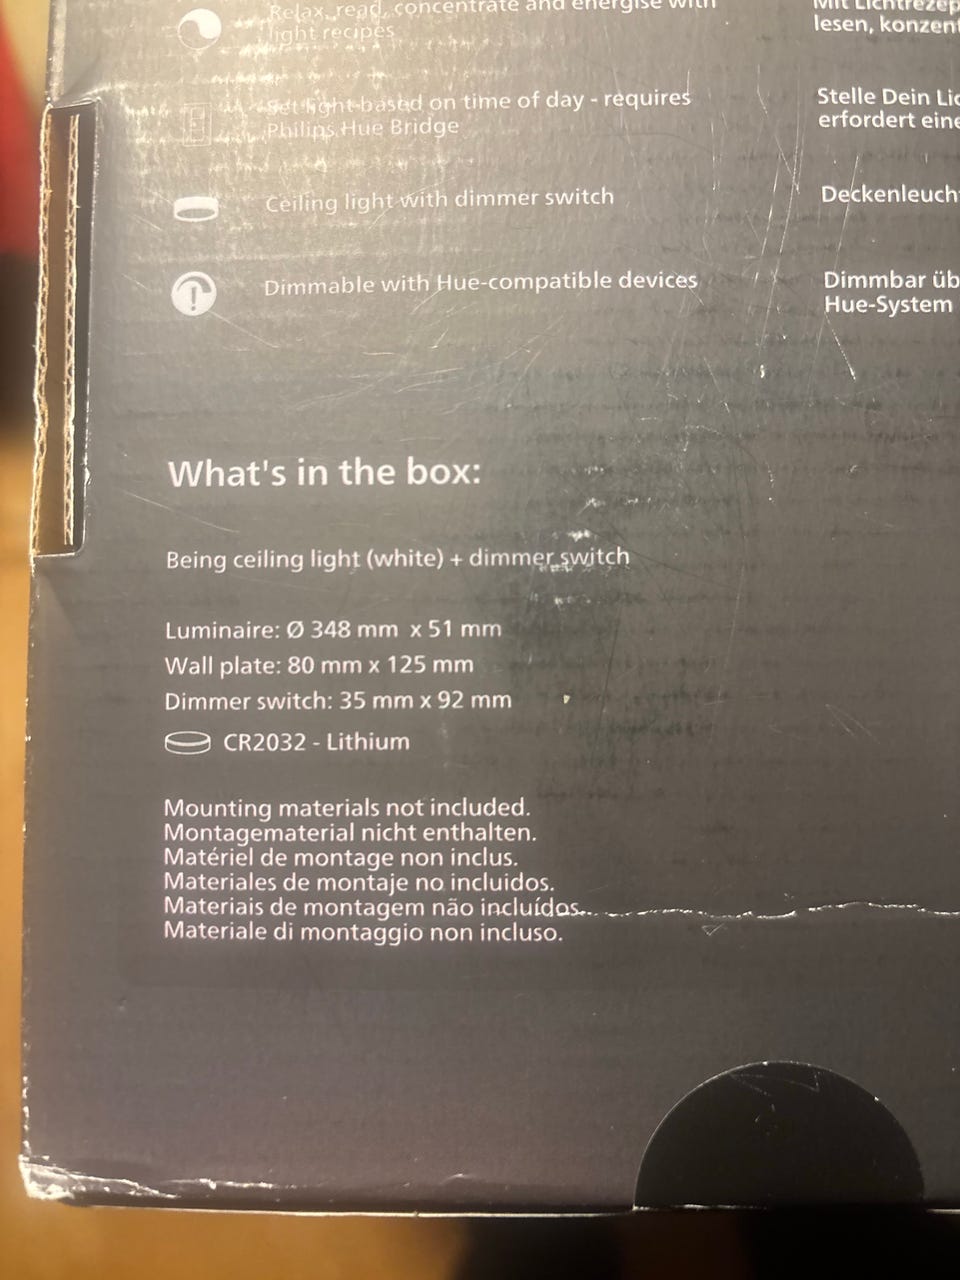 Relax, read, concentrate and energise with
light recipes
Set light based on time of day - requires
Philips Hue Bridge
Ceiling light with dimmer switch
Dimmable with Hue-compatible devices
Mit Lichtrezep
lesen, konzent
Stelle Dein Lic
erfordert eine
Deckenleuch
Dimmbar üb
Hue-System
What's in the box:
Being ceiling light (white) + dimmer switch
Luminaire: Ø 348 mm x 51 mm
Wall plate: 80 mm x 125 mm
Dimmer switch: 35 mm x 92 mm
CR2032 - Lithium
Mounting materials not included.
Montagematerial nicht enthalten.
Matériel de montage non inclus.
Materiales de montaje no incluidos.
Materiais de montagem não incluídos.
Materiale di montaggio non incluso.